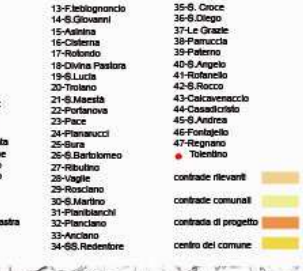 13-F.lebbignoncio
14-S.Giovanni
15-Asinina
16-Cisterna
17-Rotondo
18-Divina Pastora
19-S.Lucia
20-Troiano
21-S.Maestà
22-Portanova
23-Pace
24-Pianarucci
25-Bura
26-S.Bartolomeo
27-Ributino
28-Vaglie
29-Rosciano
30-S.Martino
31-Pianibianchi
32-Pianciano
33-Anciano
34-SS.Redentore
35-S. Croce
36-S.Diego
37-Le Grazie
38-Parruccia
39-Paterno
40-S.Angelo
41-Rofanello
42-S.Rocco
43-Calcavenaccio
44-Casadicristo
45-S.Andrea
46-Fontajello
47-Regnano
Tolentino
contrade rilevanti
contrade comunali
contrada di progetto
centro del comune